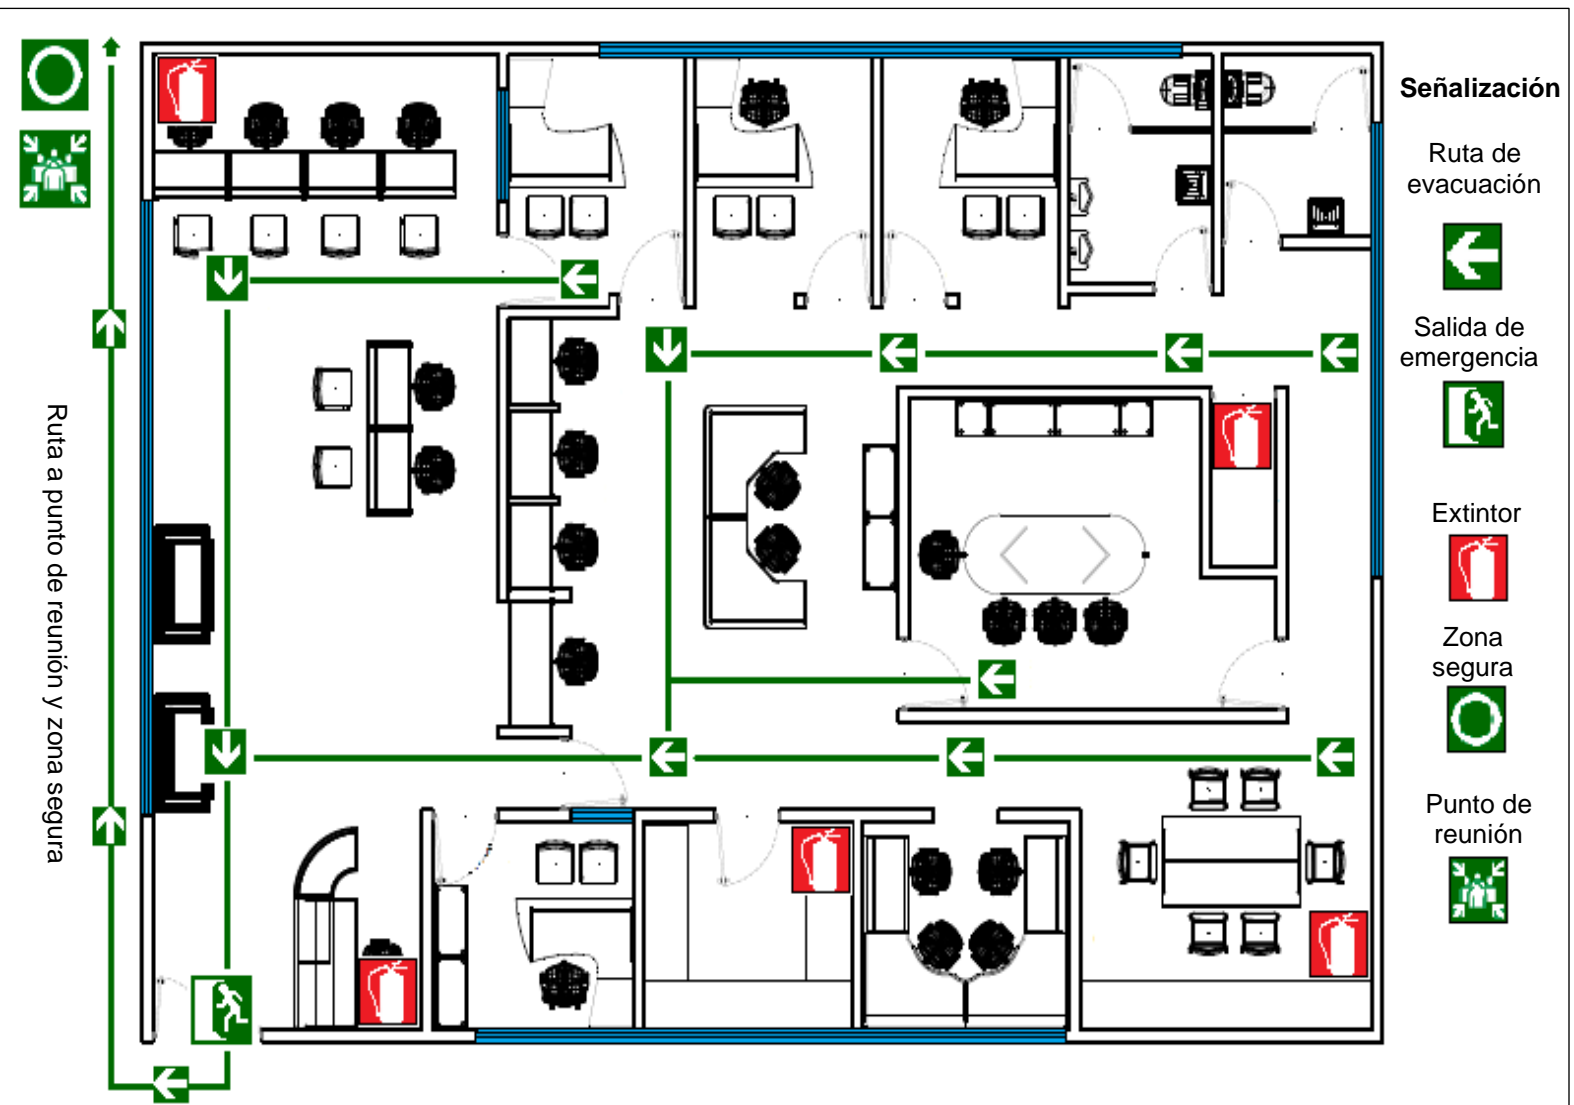 Señalización
Ruta de
evacuación
Salida de
emergencia
Extintor
Zona
segura
Punto de
reunión
Ruta a punto de reunión y zona segura